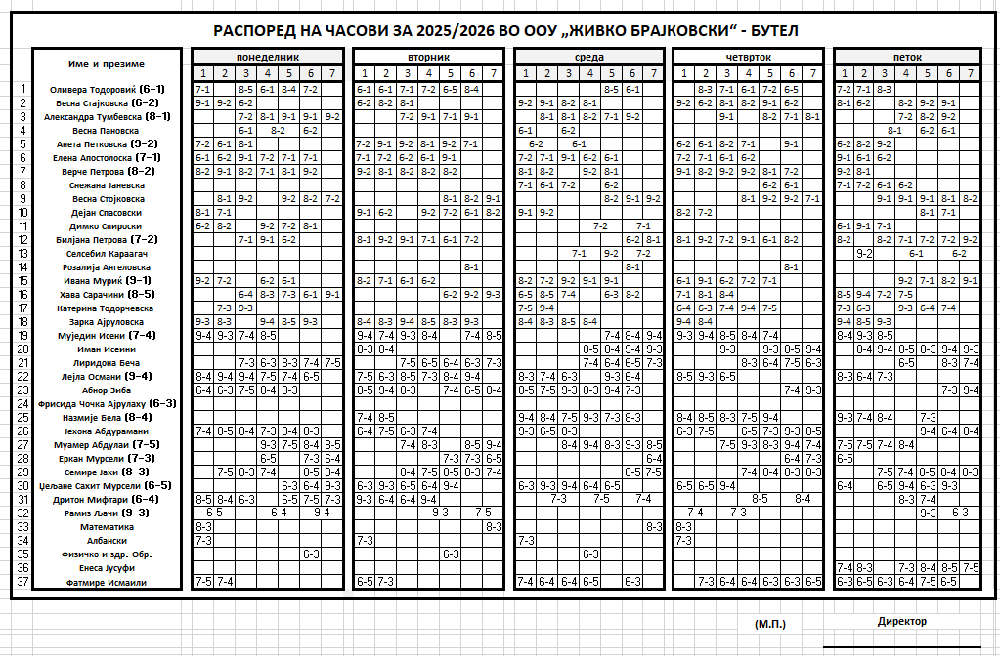 РАСПОРЕД НА ЧАСОВИ ЗА 2025/2026 ВО ООУ „ЖИВКО БРАЈКОВСКИ“ - БУТЕЛ
Име и презиме понеделник вторник среда четврток петок
1 2 3 4 5 6 7 1 2 3 4 5 6 7 1 2 3 4 5 6 7 1 2 3 4 5 6 7 1 2 3 4 5 6 7
1 Оливера Тодоровиќ (6-1) 7-1 8-5 6-1 8-4 7-2 6-1 6-1 7-1 7-2 6-5 8-4 8-5 6-1 8-3 7-1 6-1 7-2 6-5 7-2 7-1 8-3
2 Весна Стајковска (6-2) 9-1 9-2 6-2 6-2 8-2 8-1 9-2 9-1 8-2 8-1 9-2 6-2 8-1 8-2 9-1 6-2 8-1 6-2 8-2 9-2 9-1
3 Александра Тумбевска (8-1) 7-2 8-1 9-1 9-1 9-2 7-2 9-1 7-1 9-1 8-1 8-1 8-2 7-1 9-2 9-1 8-2 7-1 8-1 7-2 8-2 9-2
4 Весна Пановска 6-1 8-2 6-2 6-1 6-2 8-1 6-2 6-1
5 Анета Петковска (9-2) 7-2 6-1 8-1 7-2 9-1 9-2 8-1 9-2 7-1 6-2 6-1 6-2 6-1 8-2 7-1 9-1 6-2 8-2 9-2
6 Елена Апостолоска (7-1) 6-1 6-2 9-1 7-2 7-1 7-1 7-1 7-2 6-2 6-1 9-1 7-2 7-1 9-1 6-2 6-1 7-2 7-1 6-1 6-2 9-1 6-1 6-2
7 Верче Петрова (8-2) 8-2 9-1 8-2 7-1 8-1 9-2 9-2 8-1 8-2 8-2 8-2 8-1 8-2 9-2 8-1 9-1 8-2 9-2 9-2 8-1 7-2 9-2 8-1
8 Снежана Јаневска 7-1 6-1 7-2 6-2 6-2 6-1 7-1 7-2 6-1 6-2
9 Весна Стојковска 8-1 9-2 9-2 8-2 7-2 8-1 8-2 9-1 8-2 9-1 9-2 8-1 9-2 9-2 7-1 9-1 9-1 9-1 8-1 8-2
10 Дејан Спасовски 8-1 7-1 9-1 6-2 9-2 7-2 6-1 8-2 9-1 9-2 8-2 7-2 8-1 7-1
11 Димко Спироски 6-2 8-2 9-2 7-2 8-1 7-2 7-1 6-1 9-1 7-1
12 Билјана Петрова (7-2) 7-1 9-1 6-2 8-1 9-2 9-1 7-1 6-1 7-2 6-2 8-1 8-1 9-2 7-2 9-1 6-1 8-2 8-2 8-2 7-1 7-2 7-2 9-2
13 Селсебил Караагач 7-1 9-2 7-2 9-2 6-1 6-2
14 Розалија Ангеловска 8-1 8-1 8-1
15 Ивана Муриќ (9-1) 9-2 7-2 6-2 6-1 8-2 7-1 6-1 6-2 8-2 7-2 9-2 9-1 9-1 6-1 9-1 6-2 7-2 7-1 9-2 7-1 8-2 9-1
16 Хава Сарачини (8-5) 6-4 8-3 7-3 6-1 9-1 6-2 9-2 9-3 6-5 8-5 7-4 6-3 8-2 7-1 8-1 8-4 8-5 9-4 7-2 7-5
17 Катерина Тодорчевска 7-3 9-3 7-5 9-4 6-4 6-3 7-3 9-4 7-5 7-3 6-3 9-3 6-4 7-4
18 Зарка Ајруловска 9-3 8-3 9-4 8-5 9-3 8-4 8-3 9-4 8-5 8-3 9-3 8-4 8-3 8-5 8-4 9-4 8-4 9-4 8-5 9-3
19 Муједин Исени (7-4) 9-4 9-3 7-4 8-5 9-4 7-4 9-3 8-4 7-4 8-5 7-4 8-4 9-4 9-3 9-4 8-5 8-4 7-4 8-4 9-3 8-5
20 Иман Исеини 8-3 8-4 8-5 8-4 9-4 9-3 9-3 9-3 8-5 9-4 8-4 9-4 8-5 8-3 9-4 9-3
21 Лиридона Беча 7-3 6-3 8-3 7-4 7-5 7-5 6-5 6-4 6-3 7-3 7-4 6-4 6-5 7-3 8-3 6-4 7-5 6-3 6-5 8-3 7-4
22 Лејла Османи (9-4) 8-4 9-4 9-4 7-5 7-4 6-5 7-5 6-3 8-5 7-3 8-4 9-4 8-3 7-4 6-3 9-3 6-4 8-5 9-3 6-5 8-3 6-4 7-3
23 Абнор Зиба 6-4 6-3 7-5 8-4 9-3 8-5 9-4 8-3 7-4 6-5 8-4 8-5 7-5 9-3 8-3 9-4 7-3 7-4 9-3 7-3 9-4
24 Фрисида Чочка Ајрулаху (6-3)
25 Назмије Бела (8-4) 7-4 8-5 9-4 8-4 7-5 9-3 7-3 8-3 8-4 8-5 8-3 7-5 9-4 9-3 7-4 8-4 7-3
26 Јехона Абдурамани 7-4 8-5 8-4 7-3 9-4 8-3 6-4 7-5 6-3 7-4 9-3 6-5 8-3 6-3 7-5 6-5 7-3 9-3 8-5 9-4 6-4 8-4
27 Муамер Абдулаи (7-5) 9-3 7-5 8-4 8-5 7-4 8-3 8-5 9-4 8-4 9-4 8-3 9-3 8-5 7-5 9-3 8-3 9-4 7-4 7-5 7-5 7-4 8-4
28 Еркан Мурсели (7-3) 6-5 7-3 6-4 7-3 7-3 6-5 6-4 6-4 7-3 6-5
29 Семире Јахи (8-3) 7-5 8-3 7-4 8-5 8-4 8-4 7-5 8-5 8-3 7-4 8-5 7-5 7-4 8-4 8-3 8-3 7-5 7-4 8-5 8-4 8-3
30 Џељане Сахит Мурсели (6-5) 6-3 6-4 9-3 6-3 9-3 6-5 6-4 9-4 6-3 9-3 9-4 6-4 6-5 6-5 6-5 9-4 6-4 6-5 9-4 6-3 9-3
31 Дритон Мифтари (6-4) 8-5 8-4 6-3 6-5 7-5 7-3 9-3 6-4 6-4 9-4 7-3 7-5 7-4 8-5 8-4 8-3 7-4
32 Рамиз Љачи (9-3) 6-5 6-4 9-4 9-3 7-5 7-4 7-3 9-3 6-3
33 Математика 8-3 8-3 8-3 8-3
34 Албански 7-3 7-3 7-3 7-3
35 Физичко и здр. Обр. 6-3 6-3 6-3
36 Енеса Јусуфи 7-4 8-3 7-3 8-4 8-5 7-5
37 Фатмире Исмаили 7-5 7-4 6-5 7-3 7-4 6-4 6-4 6-5 6-3 7-3 6-4 6-4 6-3 6-3 6-5 6-3 6-5 6-3 6-4 7-5 6-5
(М.П.) Директор